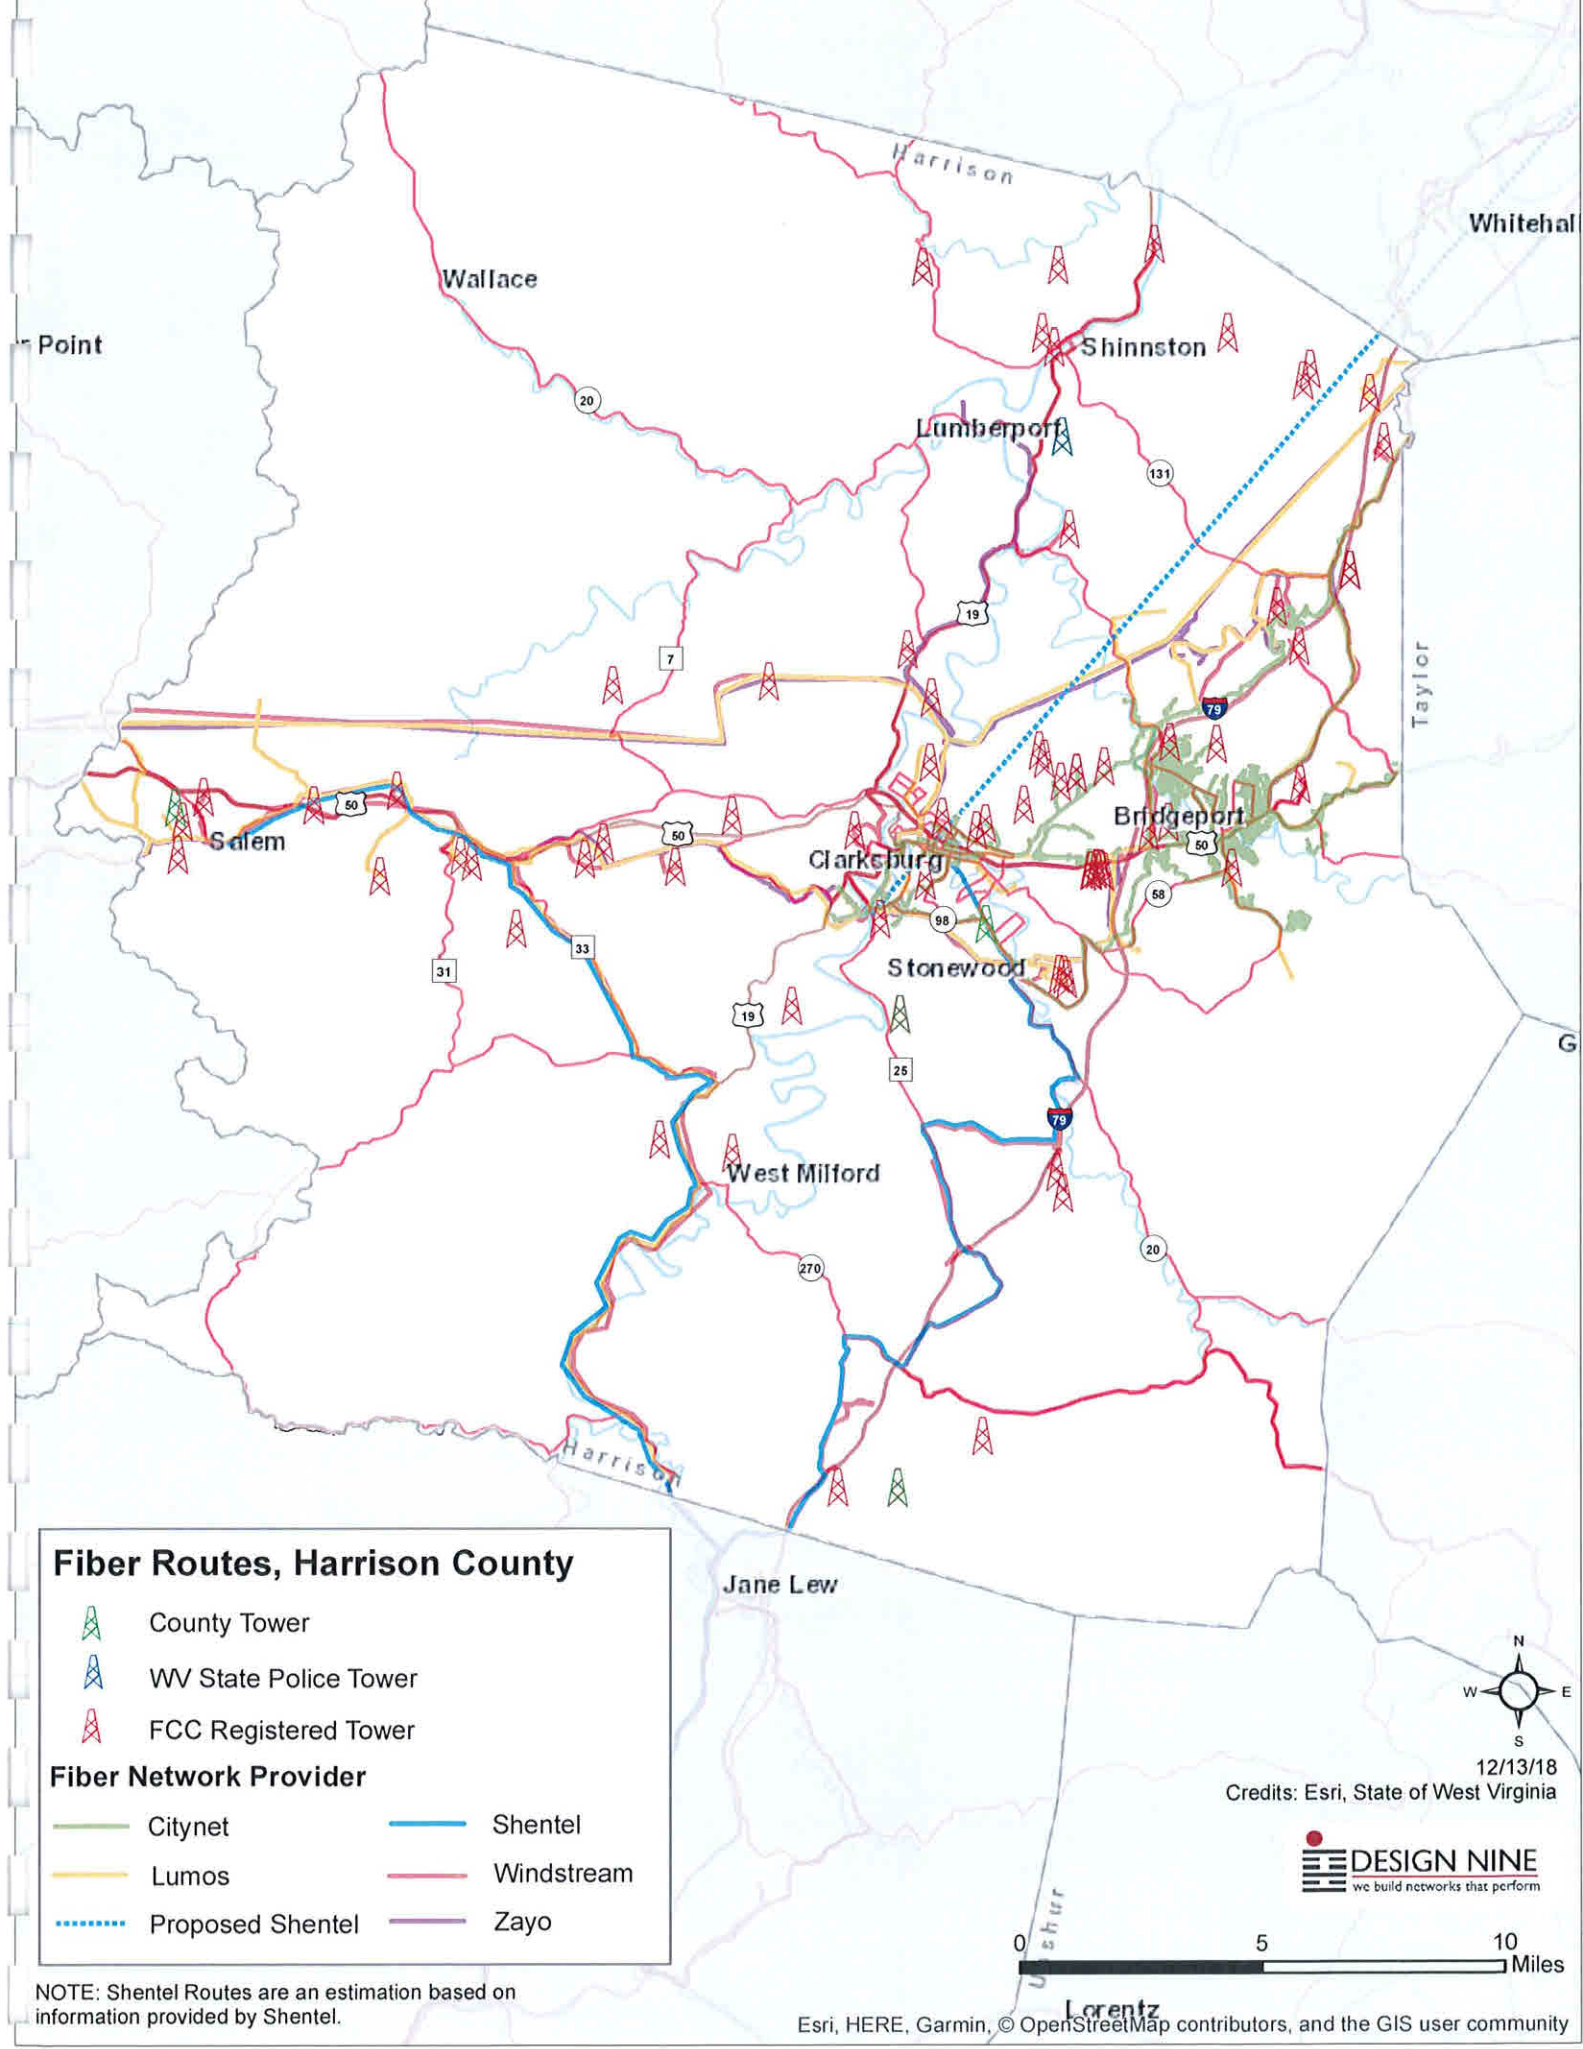 Harrison
Whitehal
Wallace
Point
Shinnston
20
Lumberport
131
19
7
Taylor
79
50
Salem
50
Bridgeport
50
Clarksburg
58
98
33
31
Stonewood
19
G
25
79
West Milford
20
270
Harrison
Jane Lew
Fiber Routes, Harrison County
County Tower
WV State Police Tower
FCC Registered Tower
Fiber Network Provider
Citynet
Shentel
Lumos
Windstream
Proposed Shentel
Zayo
N
W E
S
12/13/18
Credits: Esri, State of West Virginia
DESIGN NINE
we build networks that perform
Upshur
0 5 10
Miles
NOTE: Shentel Routes are an estimation based on
information provided by Shentel.
Lorentz
Esri, HERE, Garmin, © OpenStreetMap contributors, and the GIS user community